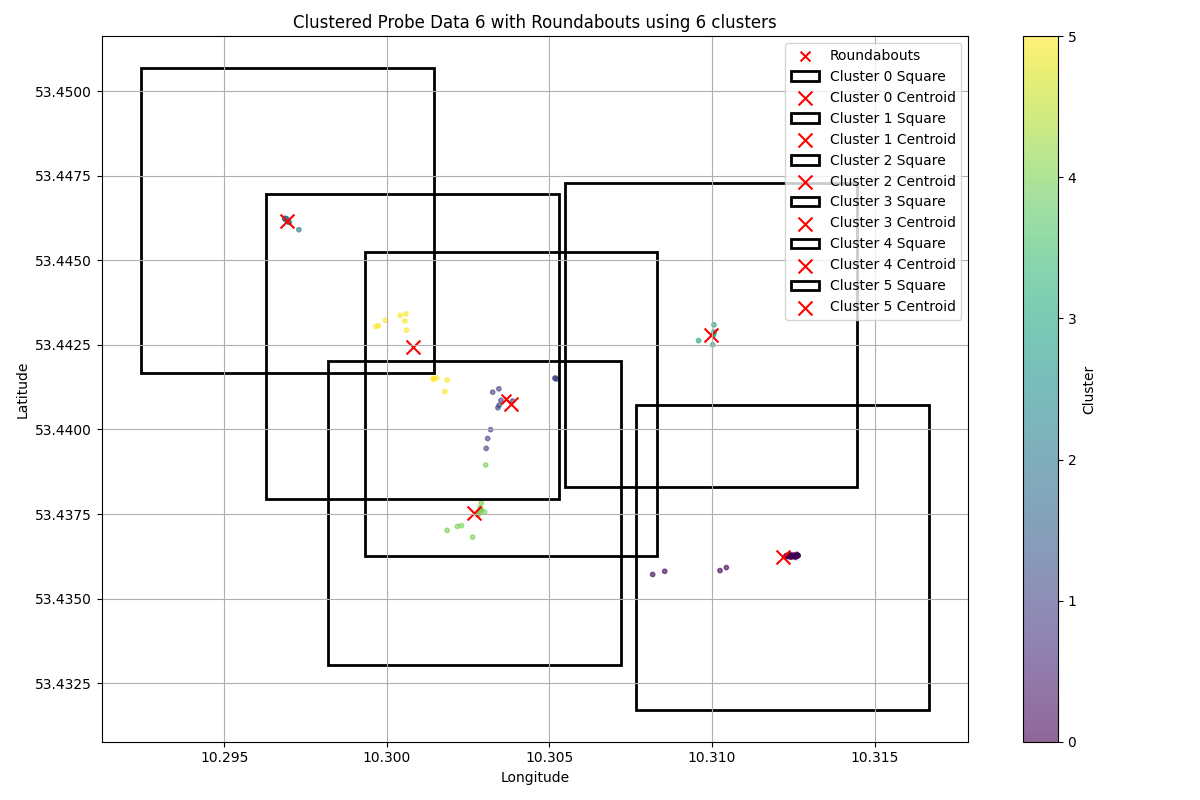 Clustered Probe Data 6 with Roundabouts using 6 clusters
Roundabouts
Cluster 0 Square
Cluster 0 Centroid
Cluster 1 Square
Cluster 1 Centroid
Cluster 2 Square
Cluster 2 Centroid
Cluster 3 Square
Cluster 3 Centroid
Cluster 4 Square
Cluster 4 Centroid
Cluster 5 Square
Cluster 5 Centroid
53.4500
53.4475
53.4450
53.4425
53.4400
53.4375
53.4350
53.4325
Latitude
10.295
10.300
10.305
10.310
10.315
Longitude
5
4
3
2
1
0
Cluster